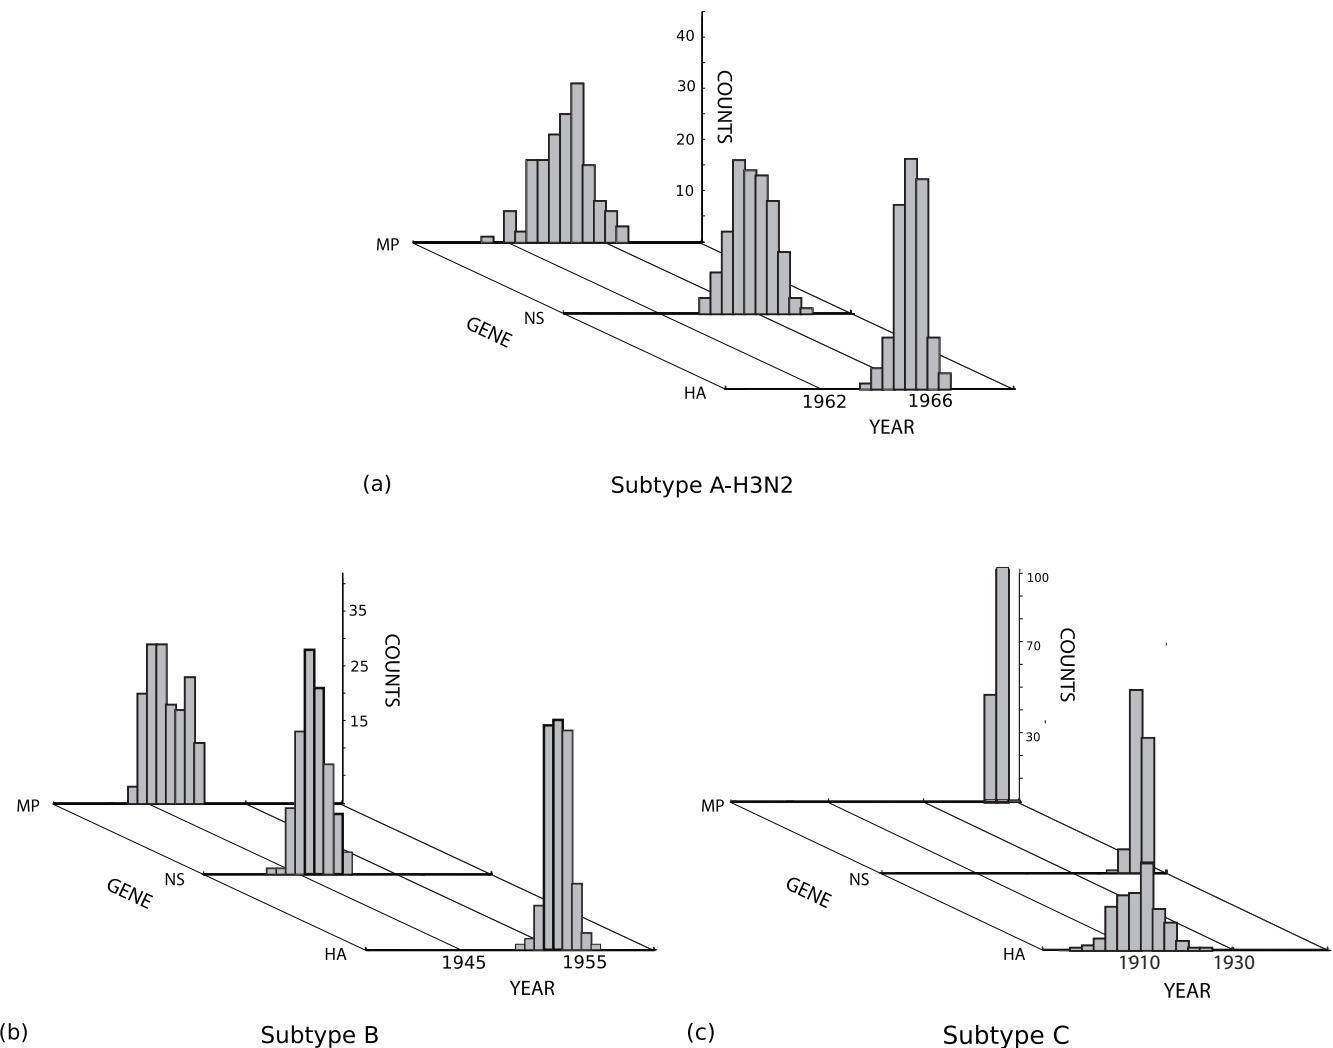 40
30
20
10
COUNTS
MP
NS
GENE
HA
1962 1966
YEAR
(a) Subtype A-H3N2
35
25
15
COUNTS
MP
NS
GENE
HA
1945 1955
YEAR
(b) Subtype B
100
70
30
COUNTS
MP
NS
GENE
HA
1910 1930
YEAR
(c) Subtype C